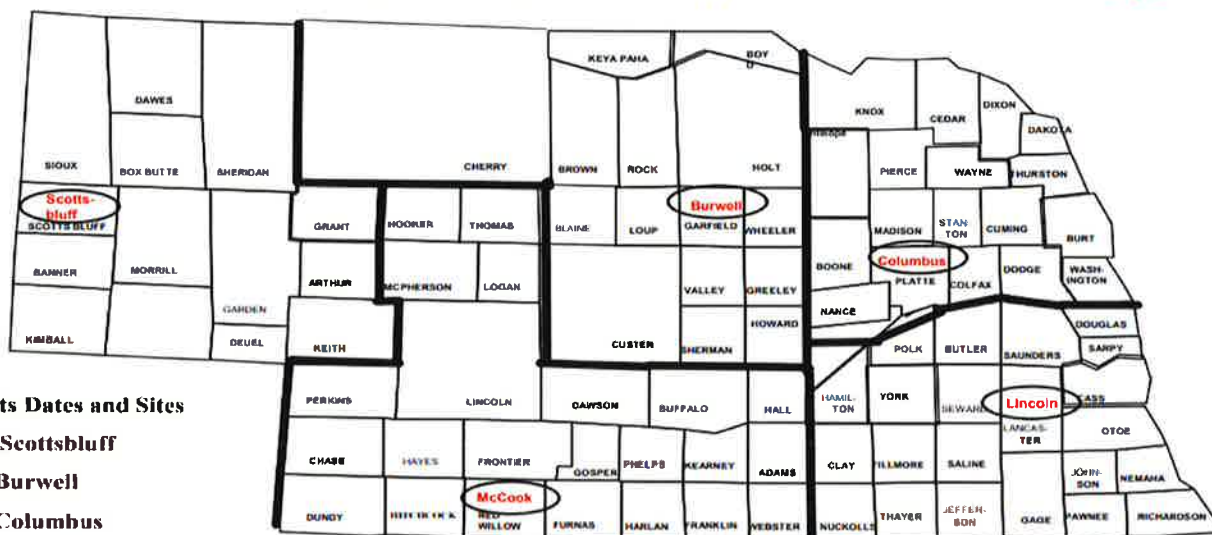 KEYA PAHA
BOY
D
DAWES
KNOX
CEDAR
DIXON
DAKOTA
SIOUX
BOX BUTTE
SHERIDAN
CHERRY
BROWN
ROCK
HOLT
PIERCE
WAYNE
THURSTON
Scotts-
bluff
SCOTTS BLUFF
GRANT
HOOKER
THOMAS
BLAINE
LOUP
Burwell
GARFIELD
WHEELER
MADISON
STAN-
TON
CUMING
BURT
BANNER
MORRILL
ARTHUR
MCPHERSON
LOGAN
VALLEY
GREELEY
BOONE
Columbus
PLATTE
COLFAX
DODGE
WASH-
INGTON
GARDEN
NANCE
KIMBALL
DEUEL
KEITH
CUSTER
SHERMAN
HOWARD
POLK
BUTLER
SAUNDERS
DOUGLAS
SARPY
ts Dates and Sites
PERKINS
LINCOLN
DAWSON
BUFFALO
HALL
HAMIL-
TON
YORK
SEWARD
Lincoln
CASS
LANCAS-
TER
OTOE
Scottsbluff
CHASE
HAYES
FRONTIER
GOSPER
PHELPS
KEARNEY
ADAMS
CLAY
FILLMORE
SALINE
JOHN-
SON
NEMAHA
Burwell
McCook
Columbus
DUNDY
HITCHCOCK
RED
WILLOW
FURNAS
HARLAN
FRANKLIN
WEBSTER
NUCKOLLS
THAYER
JEFFER-
SON
GAGE
PAWNEE
RICHARDSON